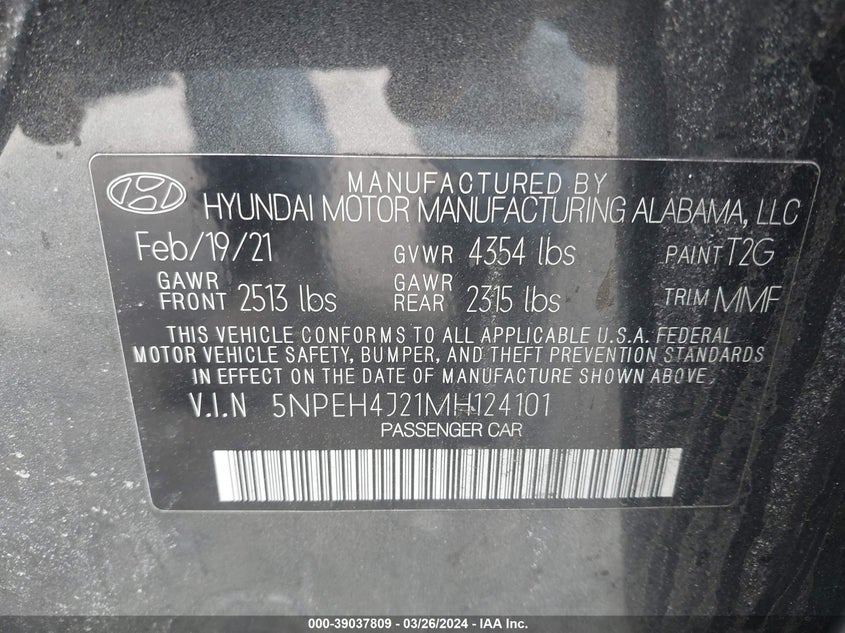 MANUFACTURED BY
HYUNDAI MOTOR MANUFACTURING ALABAMA, LLC
Feb/19/21 GVWR 4354 lbs PAINT T2G
GAWR FRONT 2513 lbs GAWR REAR 2315 lbs TRIM MMF
THIS VEHICLE CONFORMS TO ALL APPLICABLE U.S.A. FEDERAL
MOTOR VEHICLE SAFETY, BUMPER, AND THEFT PREVENTION STANDARDS
IN EFFECT ON THE DATE OF MANUFACTURE SHOWN ABOVE.
V.I.N 5NPEH4J21MH124101
PASSENGER CAR
000-39037809 - 03/26/2024 - IAA Inc.